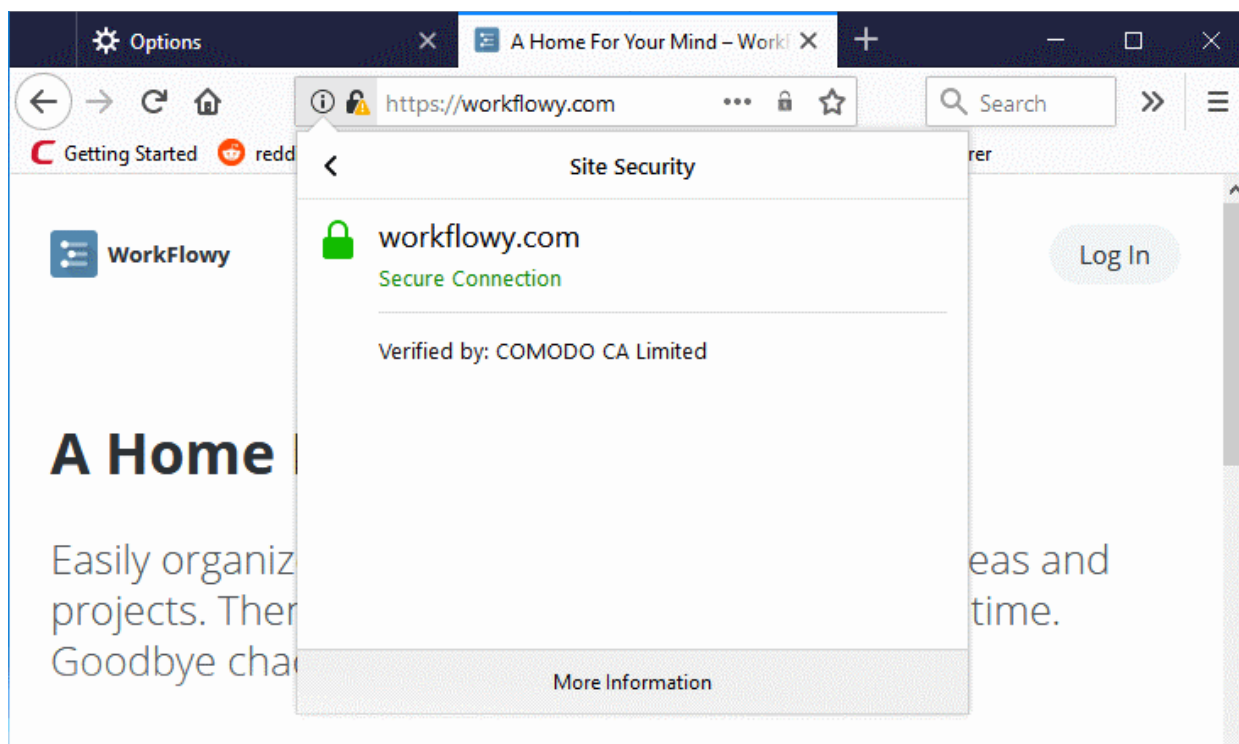 Options
A Home For Your Mind – Work
https://workflowy.com
Search
Getting Started
redd
rer
Site Security
workflowy.com
Secure Connection
Verified by: COMODO CA Limited
More Information
WorkFlowy
Log In
A Home
Easily organiz eas and
projects. Ther time.
Goodbye cha